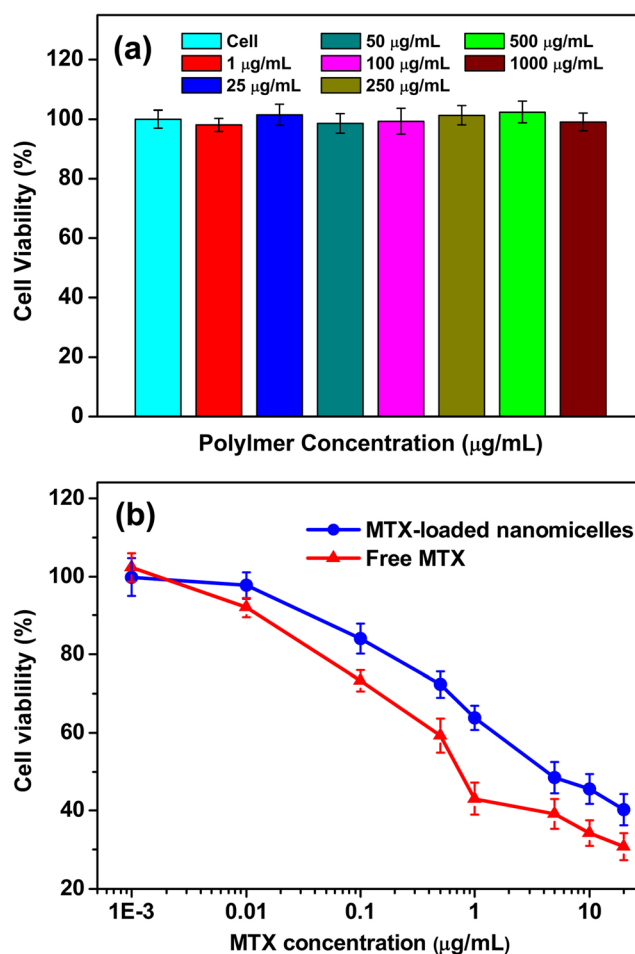 (a)
Cell
50 μg/mL
500 μg/mL
1 μg/mL
100 μg/mL
1000 μg/mL
25 μg/mL
250 μg/mL
120
100
80
60
40
20
0
Cell Viability (%)
Polylmer Concentration (μg/mL)
(b)
MTX-loaded nanomicelles
Free MTX
120
100
80
60
40
20
Cell viablility (%)
1E-3 0.01 0.1 1 10
MTX concentration (μg/mL)